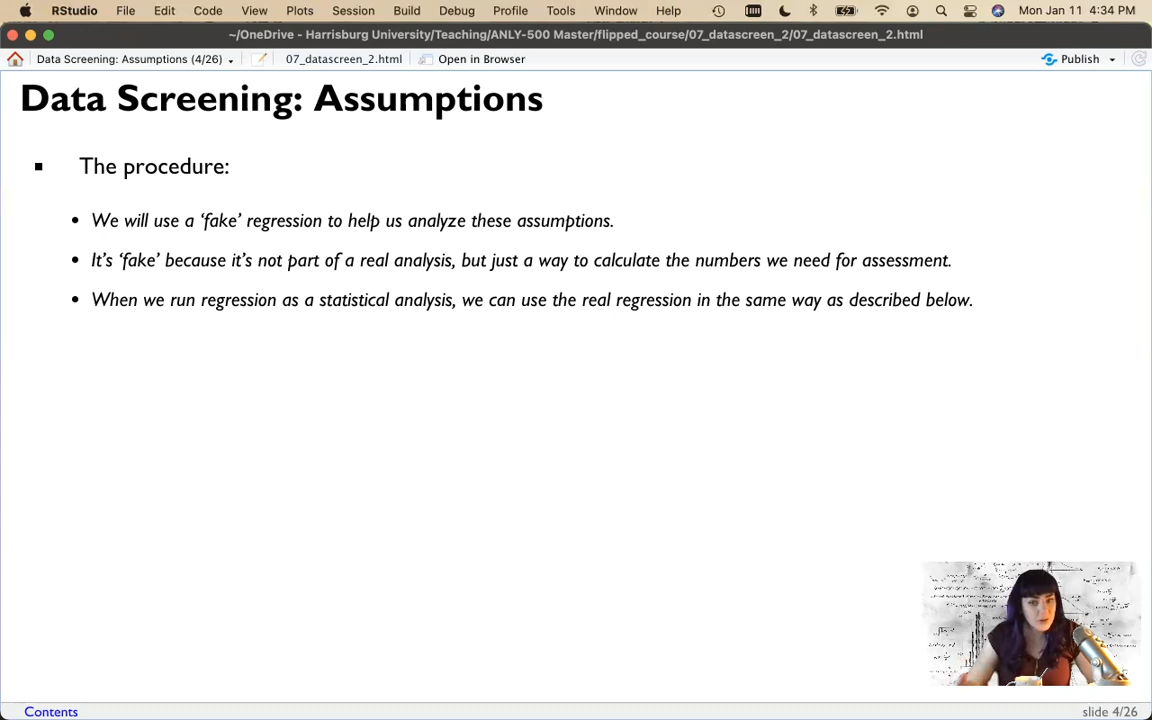 RStudio File Edit Code View Plots Session Build Debug Profile Tools Window Help Mon Jan 11 4:34 PM
~/OneDrive - Harrisburg University/Teaching/ANLY-500 Master/flipped_course/07_datascreen_2/07_datascreen_2.html
Data Screening: Assumptions (4/26) 07_datascreen_2.html Open in Browser Publish
Data Screening: Assumptions
The procedure:
We will use a ‘fake’ regression to help us analyze these assumptions.
It’s ‘fake’ because it’s not part of a real analysis, but just a way to calculate the numbers we need for assessment.
When we run regression as a statistical analysis, we can use the real regression in the same way as described below.
Contents slide 4/26